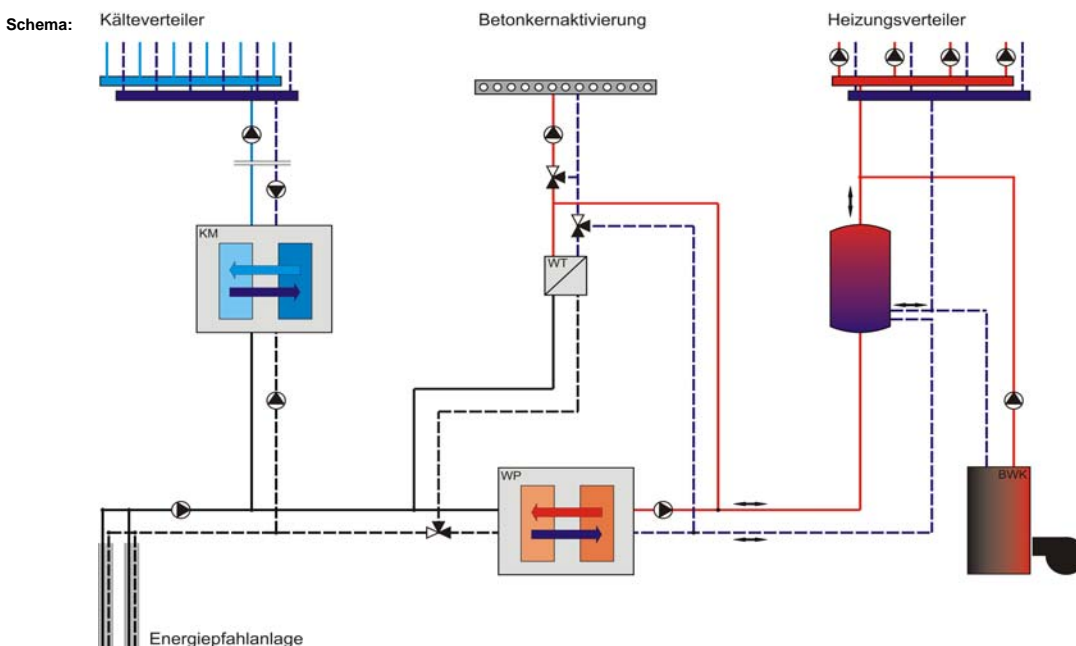 Schema:
Kälteverteiler
Betonkernaktivierung
Heizungsverteiler
KM
WT
WP
BWK
Energiepfahlanlage